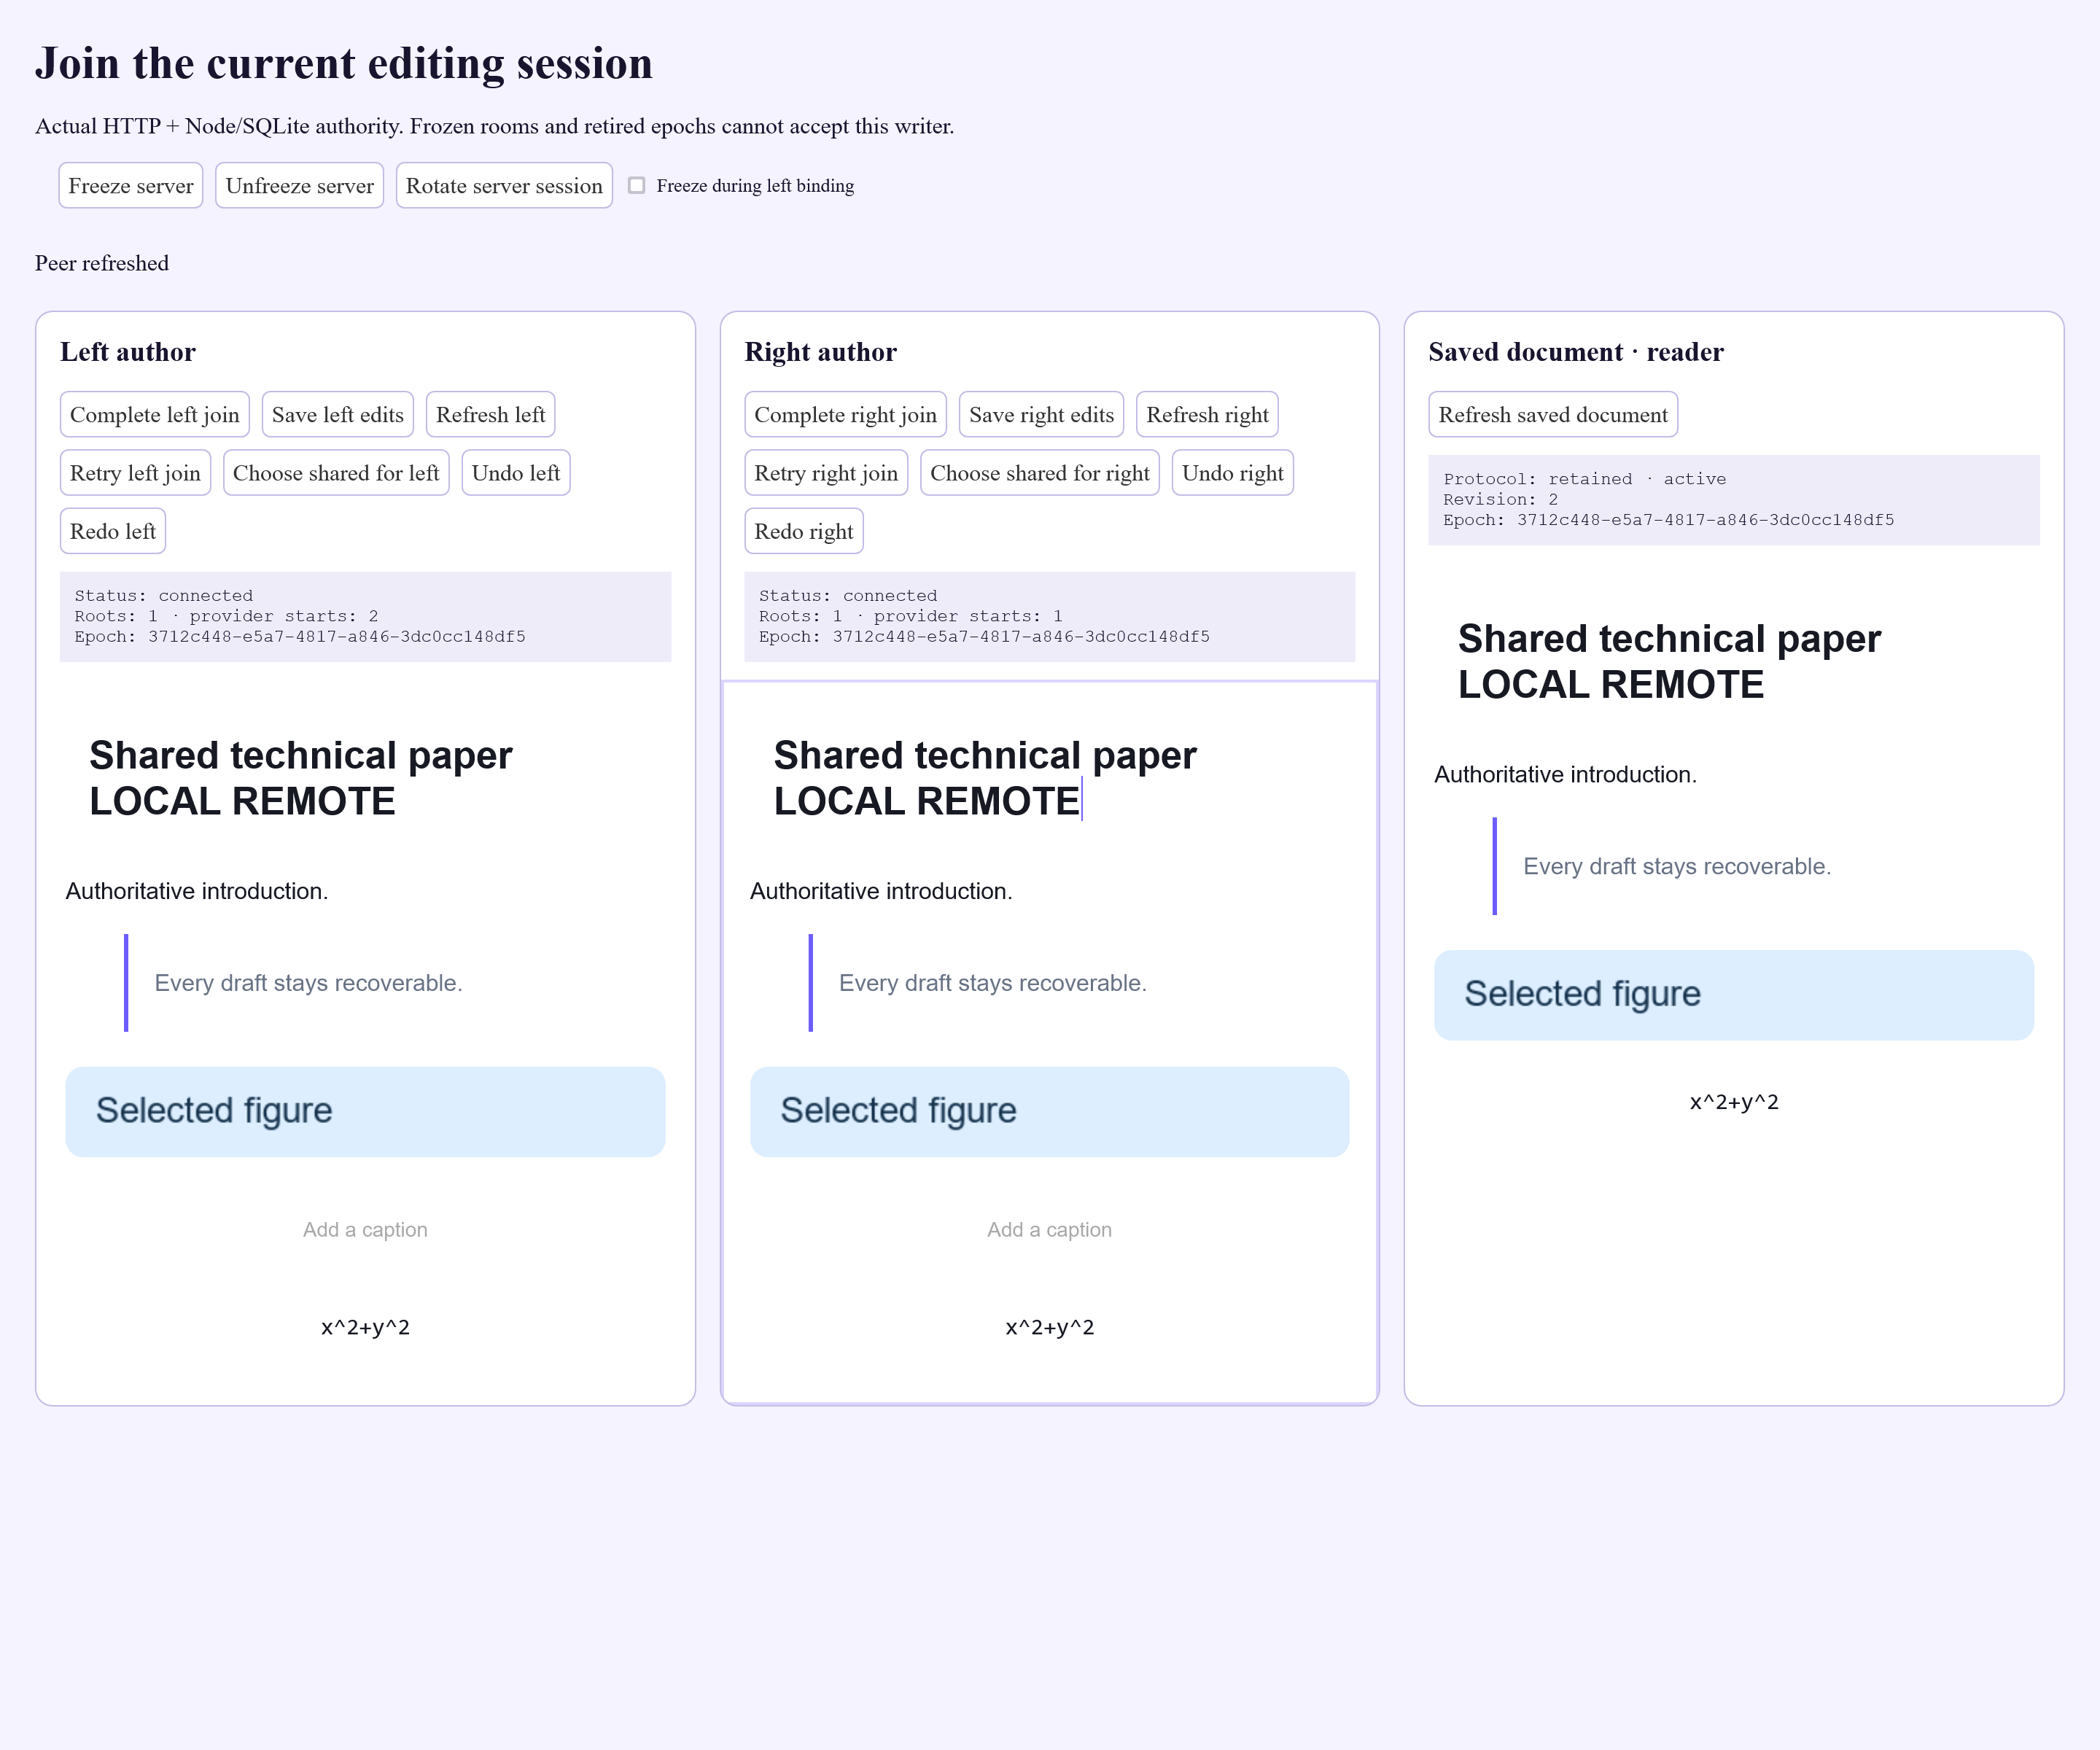 Join the current editing session
Actual HTTP + Node/SQLite authority. Frozen rooms and retired epochs cannot accept this writer.
Freeze server
Unfreeze server
Rotate server session
Freeze during left binding
Peer refreshed
Left author
Complete left join
Save left edits
Refresh left
Retry left join
Choose shared for left
Undo left
Redo left
Status: connected
Roots: 1 · provider starts: 2
Epoch: 3712c448-e5a7-4817-a846-3dc0cc148df5
Shared technical paper
LOCAL REMOTE
Authoritative introduction.
Every draft stays recoverable.
Selected figure
Add a caption
x^2+y^2
Right author
Complete right join
Save right edits
Refresh right
Retry right join
Choose shared for right
Undo right
Redo right
Status: connected
Roots: 1 · provider starts: 1
Epoch: 3712c448-e5a7-4817-a846-3dc0cc148df5
Shared technical paper
LOCAL REMOTE
Authoritative introduction.
Every draft stays recoverable.
Selected figure
Add a caption
x^2+y^2
Saved document · reader
Refresh saved document
Protocol: retained · active
Revision: 2
Epoch: 3712c448-e5a7-4817-a846-3dc0cc148df5
Shared technical paper
LOCAL REMOTE
Authoritative introduction.
Every draft stays recoverable.
Selected figure
x^2+y^2